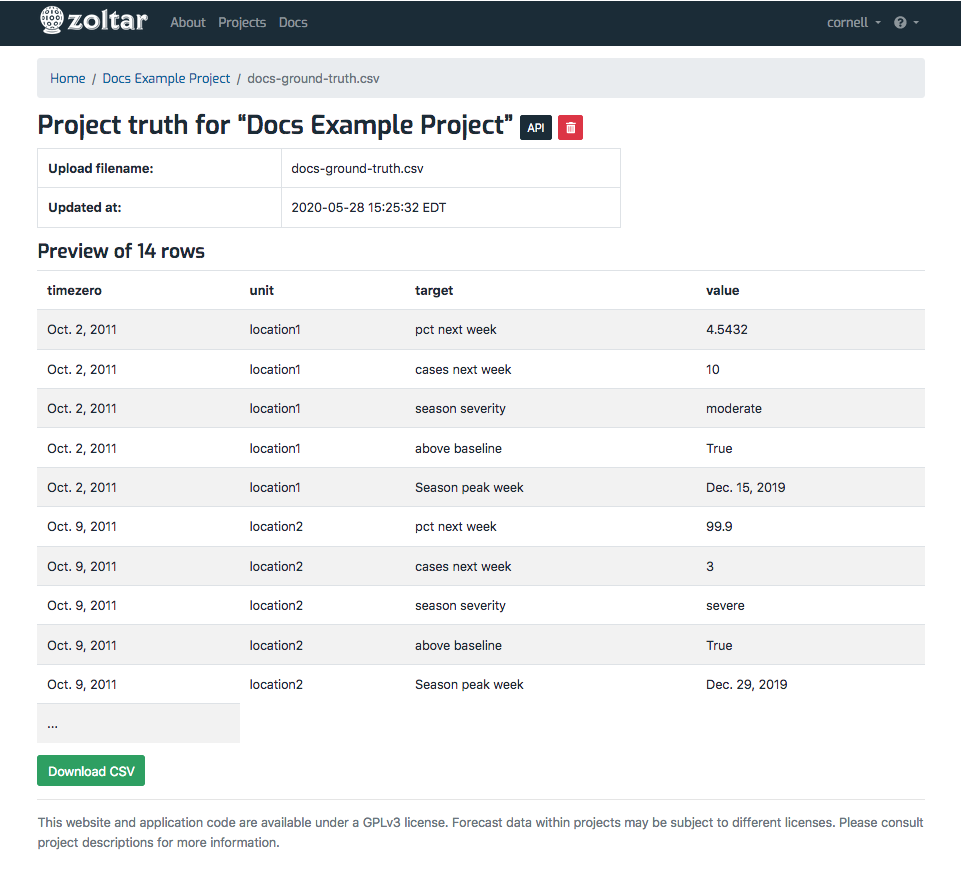 zoltar About Projects Docs cornell
Home / Docs Example Project / docs-ground-truth.csv
Project truth for “Docs Example Project” API
Upload filename: docs-ground-truth.csv
Updated at: 2020-05-28 15:25:32 EDT
Preview of 14 rows
timezero unit target value
Oct. 2, 2011 location1 pct next week 4.5432
Oct. 2, 2011 location1 cases next week 10
Oct. 2, 2011 location1 season severity moderate
Oct. 2, 2011 location1 above baseline True
Oct. 2, 2011 location1 Season peak week Dec. 15, 2019
Oct. 9, 2011 location2 pct next week 99.9
Oct. 9, 2011 location2 cases next week 3
Oct. 9, 2011 location2 season severity severe
Oct. 9, 2011 location2 above baseline True
Oct. 9, 2011 location2 Season peak week Dec. 29, 2019
...
Download CSV
This website and application code are available under a GPLv3 license. Forecast data within projects may be subject to different licenses. Please consult
project descriptions for more information.